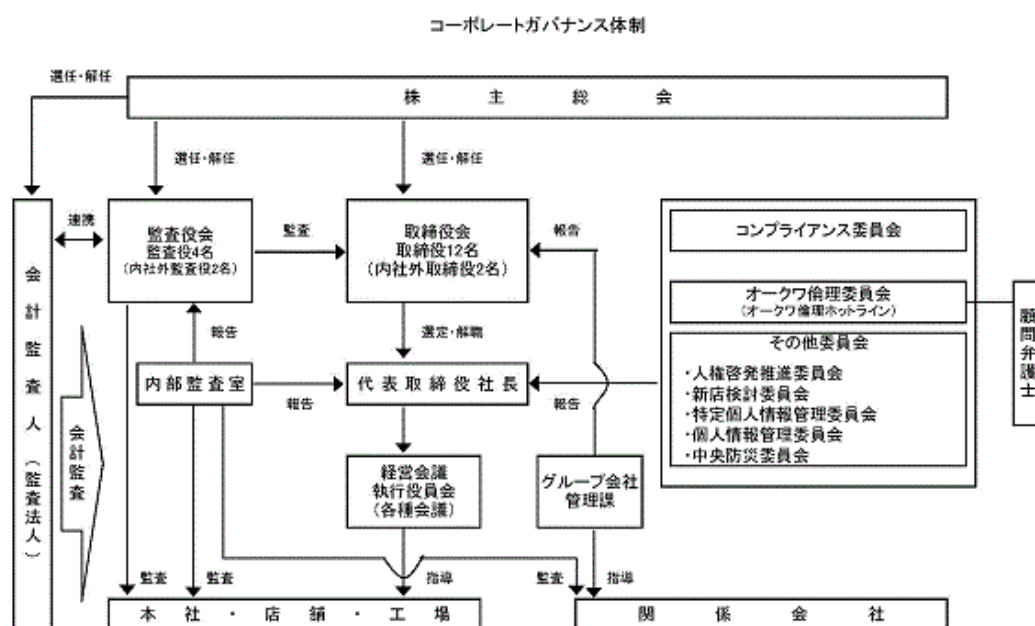 コーポレートガバナンス体制
選任・解任
株主総会
選任・解任
選任・解任
会計監査人(監査法人)
連携
監査役会
監査役4名
(内社外監査役2名)
監査
取締役会
取締役12名
(内社外取締役2名)
報告
コンプライアンス委員会
オークワ倫理委員会
(オークワ倫理ホットライン)
顧問弁護士
その他委員会
・人権啓発推進委員会
・新店検討委員会
・特定個人情報管理委員会
・個人情報管理委員会
・中央防災委員会
報告
選定・解職
内部監査室
報告
代表取締役社長
報告
会計監査
経営会議
執行役員会
(各種会議)
グループ会社
管理課
監査
監査
指導
監査
指導
本社・店舗・工場
関係会社